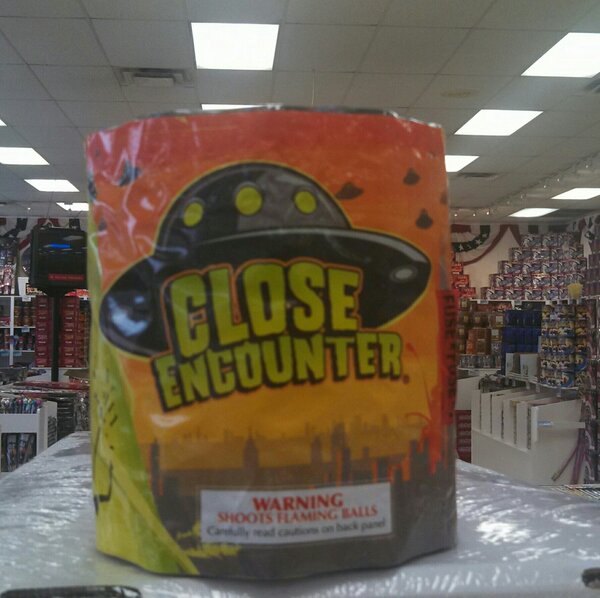 CLOSE
ENCOUNTER
WARNING
SHOOTS FLAMING BALLS
Carefully read cautions on back panel